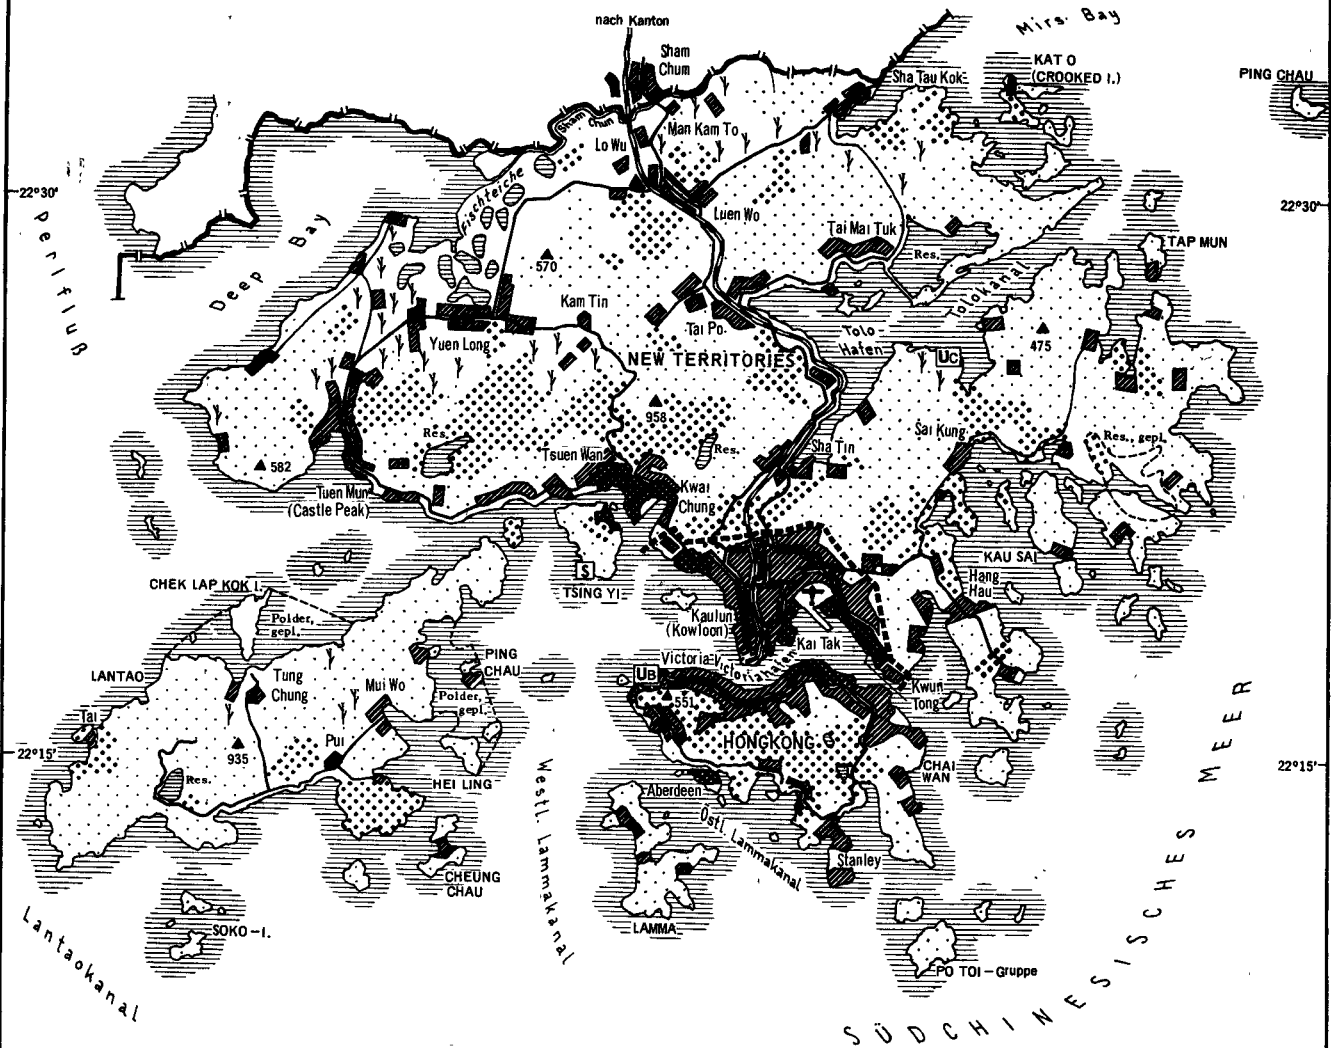 nach Kanton
Mirs. Bay
Sham
Chum
KAT O
(CROOKED I.)
PING CHAU
Sha Tau Kok
Sham Chun
Man Kam To
Lo Wu
22°30'
22°30'
Fischteiche
Luen Wo
Tai Mai Tuk
Res.
TAP MUN
Perlfluß
Deep Bay
570
Kam Tin
Tolokanal
Yuen Long
Tai Po
Tolo
Hafen
475
NEW TERRITORIES
UC
958
Res.
Res.
Sai Kung
Res., gepl.
582
Tsuen Wan
Sha Tin
Tuen Mun
(Castle Peak)
Kwai
Chung
KAU SAI
Hang
Hau
CHEK LAP KOK I.
S
TSING YI
Polder,
gepl.
Kaulun
(Kowloon)
Kai Tak
LANTAO
Tung
Chung
PING
CHAU
Victoria
UB
Mui Wo
Polder,
gepl.
551
Kwun
Tong
Tai
22°15'
935
Pui
HONGKONG
22°15'
Res.
HEI LING
CHAI
WAN
Aberdeen
Westl. Lammakanal
Östl. Lammakanal
Stanley
CHEUNG
CHAU
LAMMA
SOKO-I.
Lantaokanal
PO TOI-Gruppe
SÜDCHINESISCHES MEER